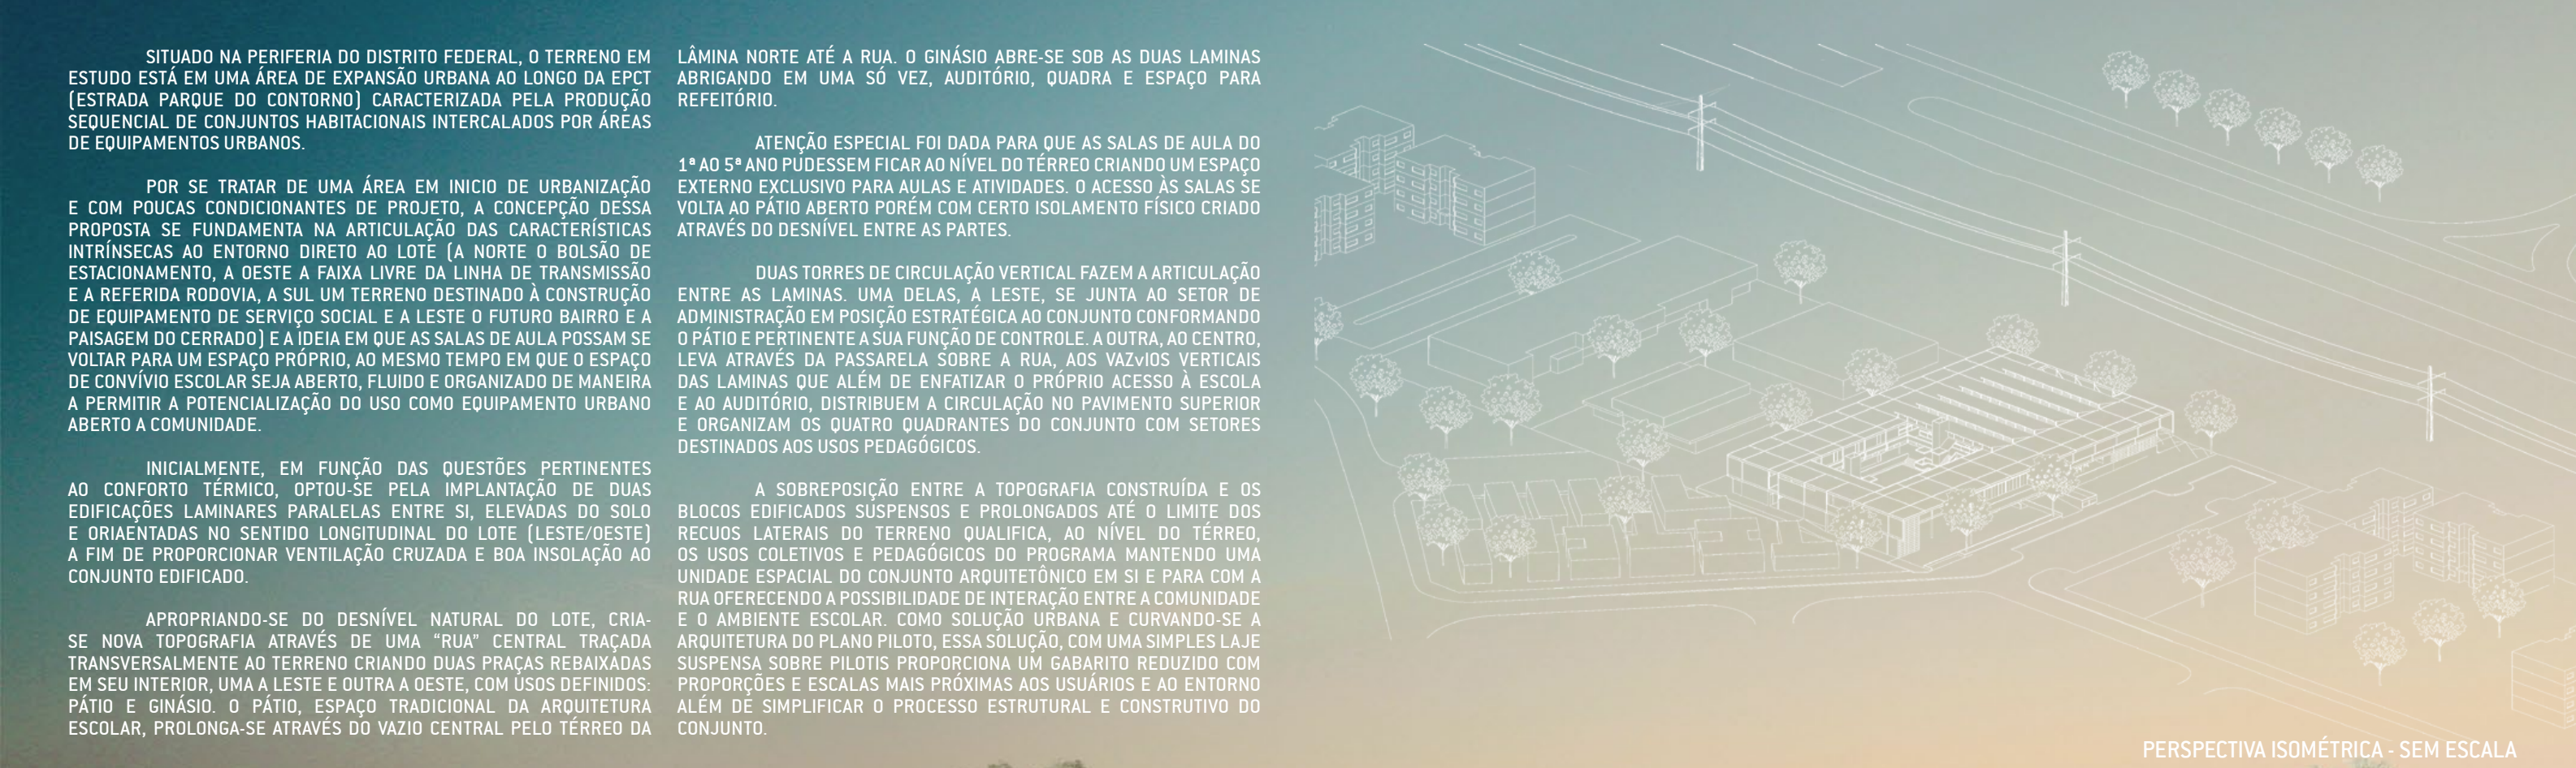 SITUADO NA PERIFERIA DO DISTRITO FEDERAL, O TERRENO EM
ESTUDO ESTÁ EM UMA ÁREA DE EXPANSÃO URBANA AO LONGO DA EPCT
(ESTRADA PARQUE DO CONTORNO) CARACTERIZADA PELA PRODUÇÃO
SEQUENCIAL DE CONJUNTOS HABITACIONAIS INTERCALADOS POR ÁREAS
DE EQUIPAMENTOS URBANOS.
POR SE TRATAR DE UMA ÁREA EM INICIO DE URBANIZAÇÃO
E COM POUCAS CONDICIONANTES DE PROJETO, A CONCEPÇÃO DESSA
PROPOSTA SE FUNDAMENTA NA ARTICULAÇÃO DAS CARACTERÍSTICAS
INTRÍNSECAS AO ENTORNO DIRETO AO LOTE (A NORTE O BOLSÃO DE
ESTACIONAMENTO, A OESTE A FAIXA LIVRE DA LINHA DE TRANSMISSÃO
E A REFERIDA RODOVIA, A SUL UM TERRENO DESTINADO À CONSTRUÇÃO
DE EQUIPAMENTO DE SERVIÇO SOCIAL E A LESTE O FUTURO BAIRRO E A
PAISAGEM DO CERRADO) E A IDEIA EM QUE AS SALAS DE AULA POSSAM SE
VOLTAR PARA UM ESPAÇO PRÓPRIO, AO MESMO TEMPO EM QUE O ESPAÇO
DE CONVÍVIO ESCOLAR SEJA ABERTO, FLUIDO E ORGANIZADO DE MANEIRA
A PERMITIR A POTENCIALIZAÇÃO DO USO COMO EQUIPAMENTO URBANO
ABERTO A COMUNIDADE.
INICIALMENTE, EM FUNÇÃO DAS QUESTÕES PERTINENTES
AO CONFORTO TÉRMICO, OPTOU-SE PELA IMPLANTAÇÃO DE DUAS
EDIFICAÇÕES LAMINARES PARALELAS ENTRE SI, ELEVADAS DO SOLO
E ORIAENTADAS NO SENTIDO LONGITUDINAL DO LOTE (LESTE/OESTE)
A FIM DE PROPORCIONAR VENTILAÇÃO CRUZADA E BOA INSOLAÇÃO AO
CONJUNTO EDIFICADO.
APROPRIANDO-SE DO DESNÍVEL NATURAL DO LOTE, CRIA-
SE NOVA TOPOGRAFIA ATRAVÉS DE UMA “RUA” CENTRAL TRAÇADA
TRANSVERSALMENTE AO TERRENO CRIANDO DUAS PRAÇAS REBAIXADAS
EM SEU INTERIOR, UMA A LESTE E OUTRA A OESTE, COM USOS DEFINIDOS:
PÁTIO E GINÁSIO. O PÁTIO, ESPAÇO TRADICIONAL DA ARQUITETURA
ESCOLAR, PROLONGA-SE ATRAVÉS DO VAZIO CENTRAL PELO TÉRREO DA
LÂMINA NORTE ATÉ A RUA. O GINÁSIO ABRE-SE SOB AS DUAS LAMINAS
ABRIGANDO EM UMA SÓ VEZ, AUDITÓRIO, QUADRA E ESPAÇO PARA
REFEITÓRIO.
ATENÇÃO ESPECIAL FOI DADA PARA QUE AS SALAS DE AULA DO
1ª AO 5ª ANO PUDESSEM FICAR AO NÍVEL DO TÉRREO CRIANDO UM ESPAÇO
EXTERNO EXCLUSIVO PARA AULAS E ATIVIDADES. O ACESSO ÀS SALAS SE
VOLTA AO PÁTIO ABERTO PORÉM COM CERTO ISOLAMENTO FÍSICO CRIADO
ATRAVÉS DO DESNÍVEL ENTRE AS PARTES.
DUAS TORRES DE CIRCULAÇÃO VERTICAL FAZEM A ARTICULAÇÃO
ENTRE AS LAMINAS. UMA DELAS, A LESTE, SE JUNTA AO SETOR DE
ADMINISTRAÇÃO EM POSIÇÃO ESTRATÉGICA AO CONJUNTO CONFORMANDO
O PÁTIO E PERTINENTE A SUA FUNÇÃO DE CONTROLE. A OUTRA, AO CENTRO,
LEVA ATRAVÉS DA PASSARELA SOBRE A RUA, AOS VAZvIOS VERTICAIS
DAS LAMINAS QUE ALÉM DE ENFATIZAR O PRÓPRIO ACESSO À ESCOLA
E AO AUDITÓRIO, DISTRIBUEM A CIRCULAÇÃO NO PAVIMENTO SUPERIOR
E ORGANIZAM OS QUATRO QUADRANTES DO CONJUNTO COM SETORES
DESTINADOS AOS USOS PEDAGÓGICOS.
A SOBREPOSIÇÃO ENTRE A TOPOGRAFIA CONSTRUÍDA E OS
BLOCOS EDIFICADOS SUSPENSOS E PROLONGADOS ATÉ O LIMITE DOS
RECUOS LATERAIS DO TERRENO QUALIFICA, AO NÍVEL DO TÉRREO,
OS USOS COLETIVOS E PEDAGÓGICOS DO PROGRAMA MANTENDO UMA
UNIDADE ESPACIAL DO CONJUNTO ARQUITETÔNICO EM SI E PARA COM A
RUA OFERECENDO A POSSIBILIDADE DE INTERAÇÃO ENTRE A COMUNIDADE
E O AMBIENTE ESCOLAR. COMO SOLUÇÃO URBANA E CURVANDO-SE A
ARQUITETURA DO PLANO PILOTO, ESSA SOLUÇÃO, COM UMA SIMPLES LAJE
SUSPENSA SOBRE PILOTIS PROPORCIONA UM GABARITO REDUZIDO COM
PROPORÇÕES E ESCALAS MAIS PRÓXIMAS AOS USUÁRIOS E AO ENTORNO
ALÉM DE SIMPLIFICAR O PROCESSO ESTRUTURAL E CONSTRUTIVO DO
CONJUNTO.
PERSPECTIVA ISOMÉTRICA - SEM ESCALA